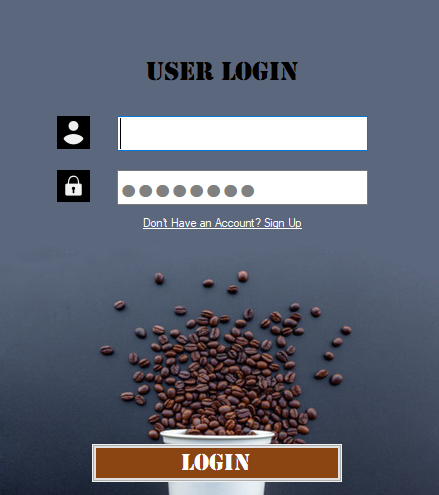 USER LOGIN
Don't Have an Account? Sign Up
LOGIN